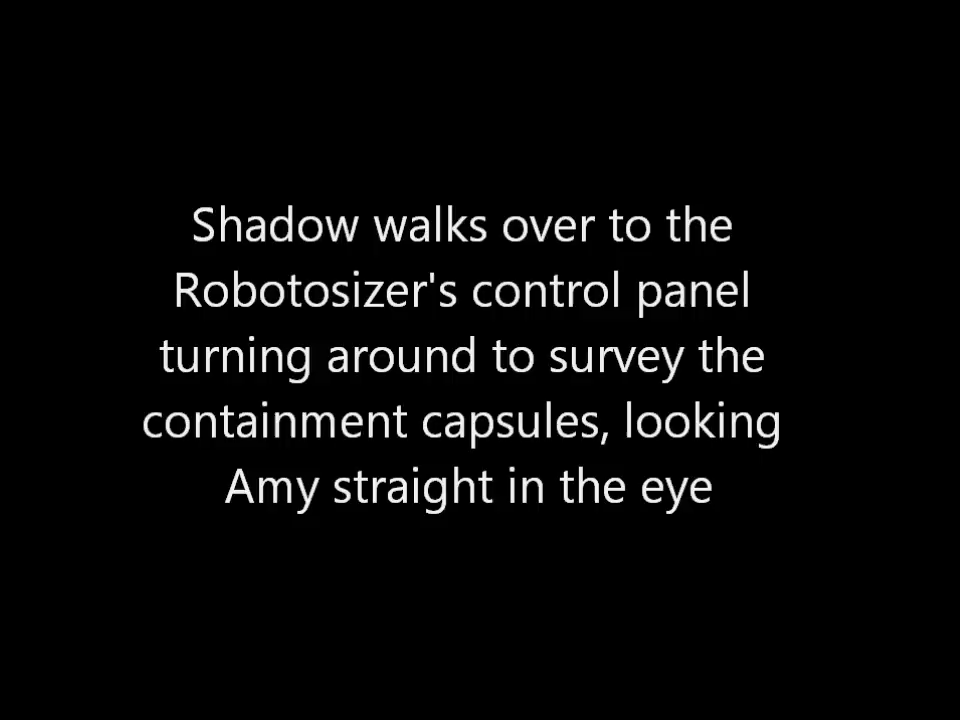 Shadow walks over to the
Robotosizer's control panel
turning around to survey the
containment capsules, looking
Amy straight in the eye